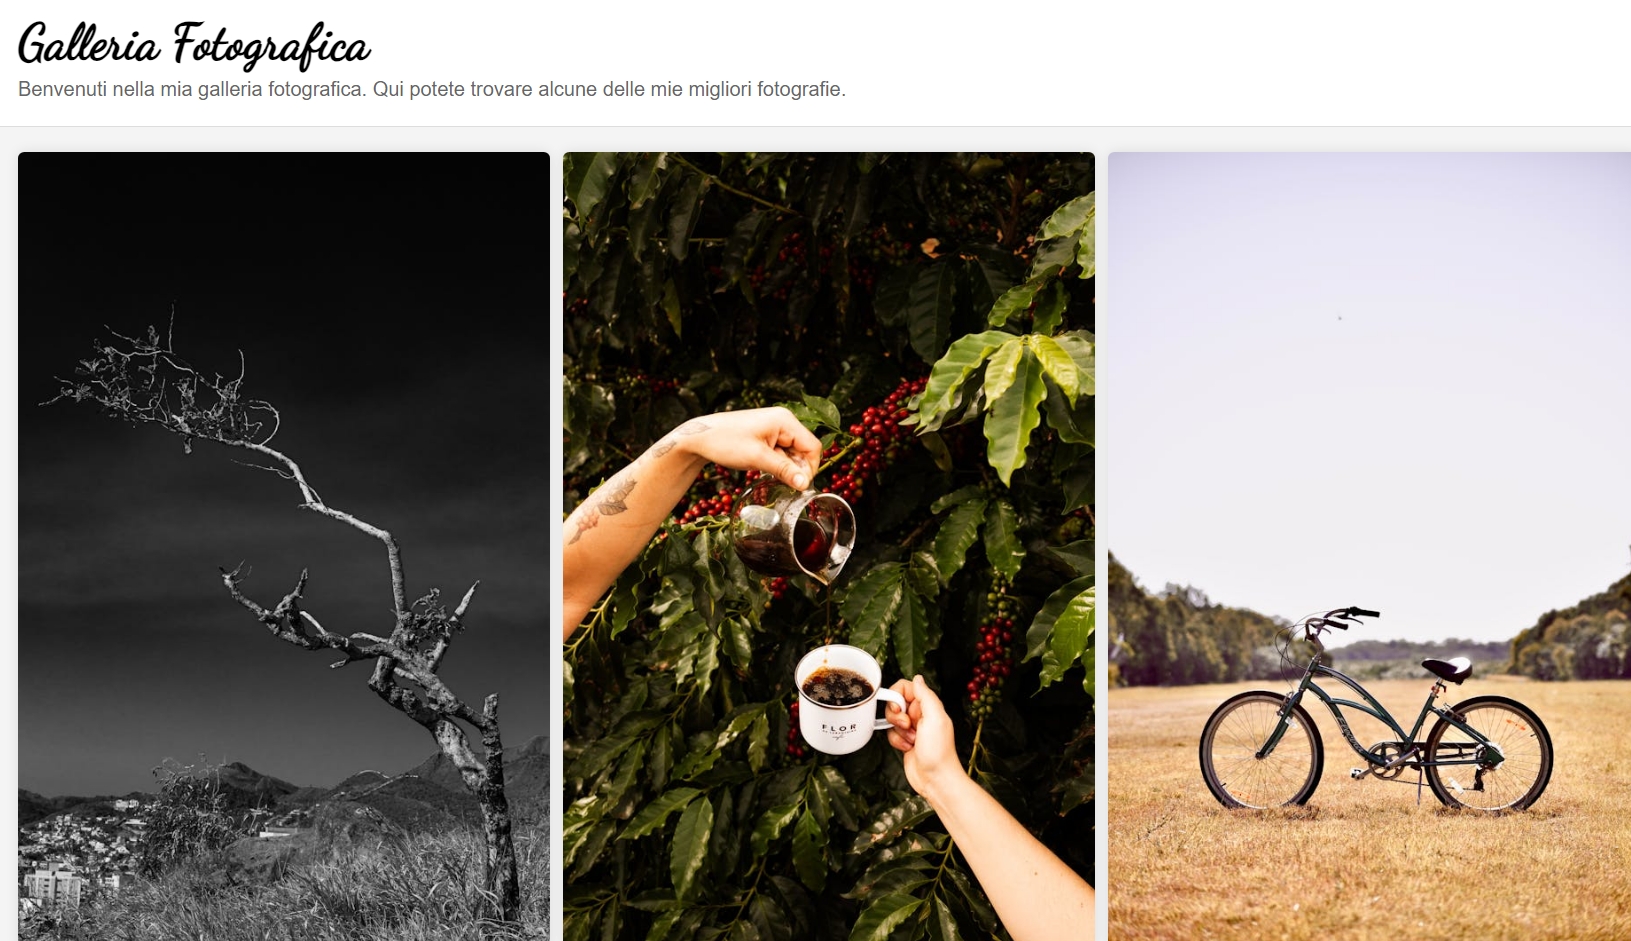 Galleria Fotografica
Benvenuti nella mia galleria fotografica. Qui potete trovare alcune delle mie migliori fotografie.
FLOR